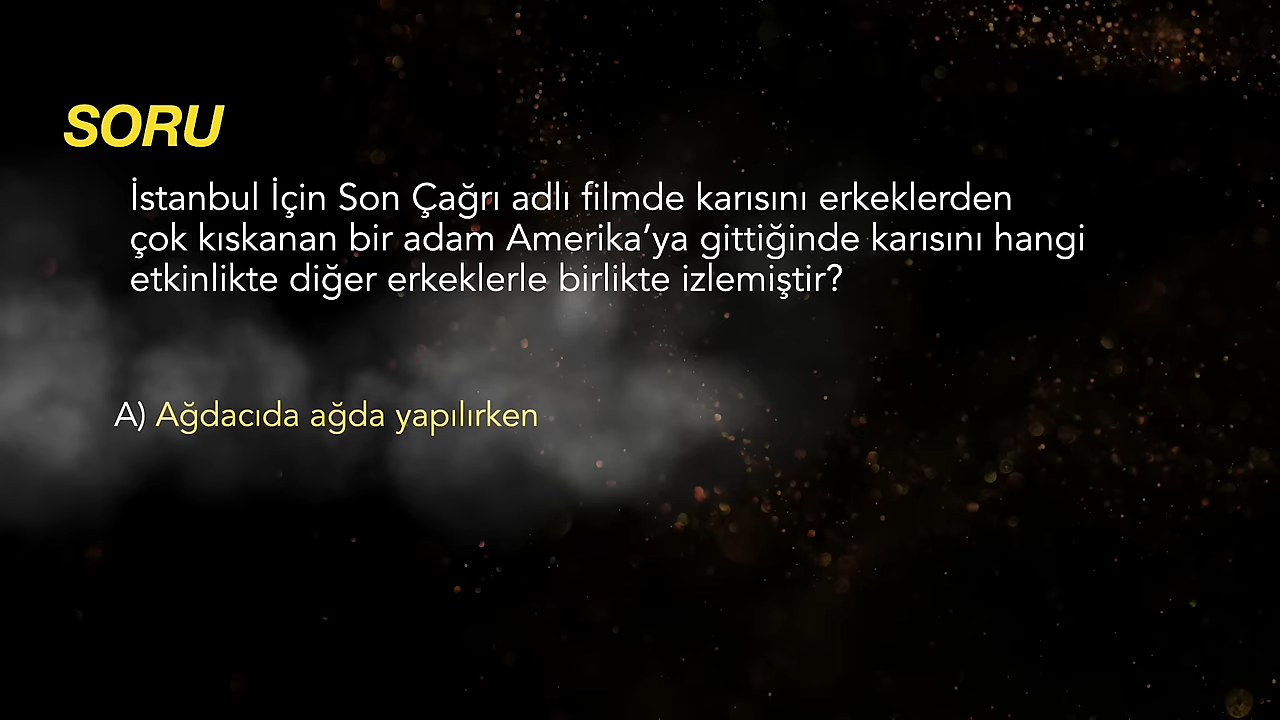 SORU
İstanbul İçin Son Çağrı adlı filmde karısını erkeklerden
çok kıskanan bir adam Amerika’ya gittiğinde karısını hangi
etkinlikte diğer erkeklerle birlikte izlemiştir?
A) Ağdacıda ağda yapılırken